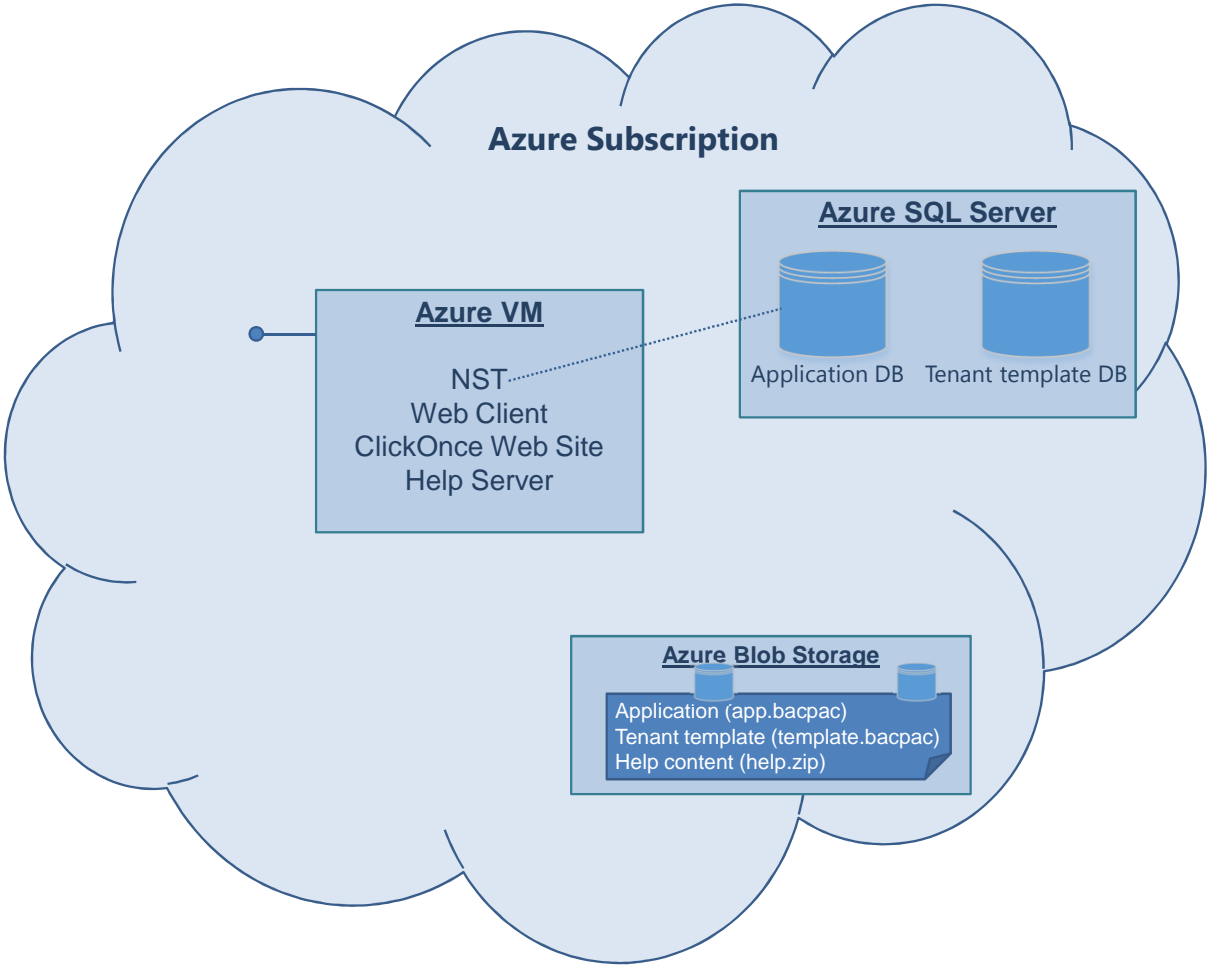 Azure Subscription
Azure SQL Server
Application DB
Tenant template DB
Azure VM
NST
Web Client
ClickOnce Web Site
Help Server
Azure Blob Storage
Application (app.bacpac)
Tenant template (template.bacpac)
Help content (help.zip)